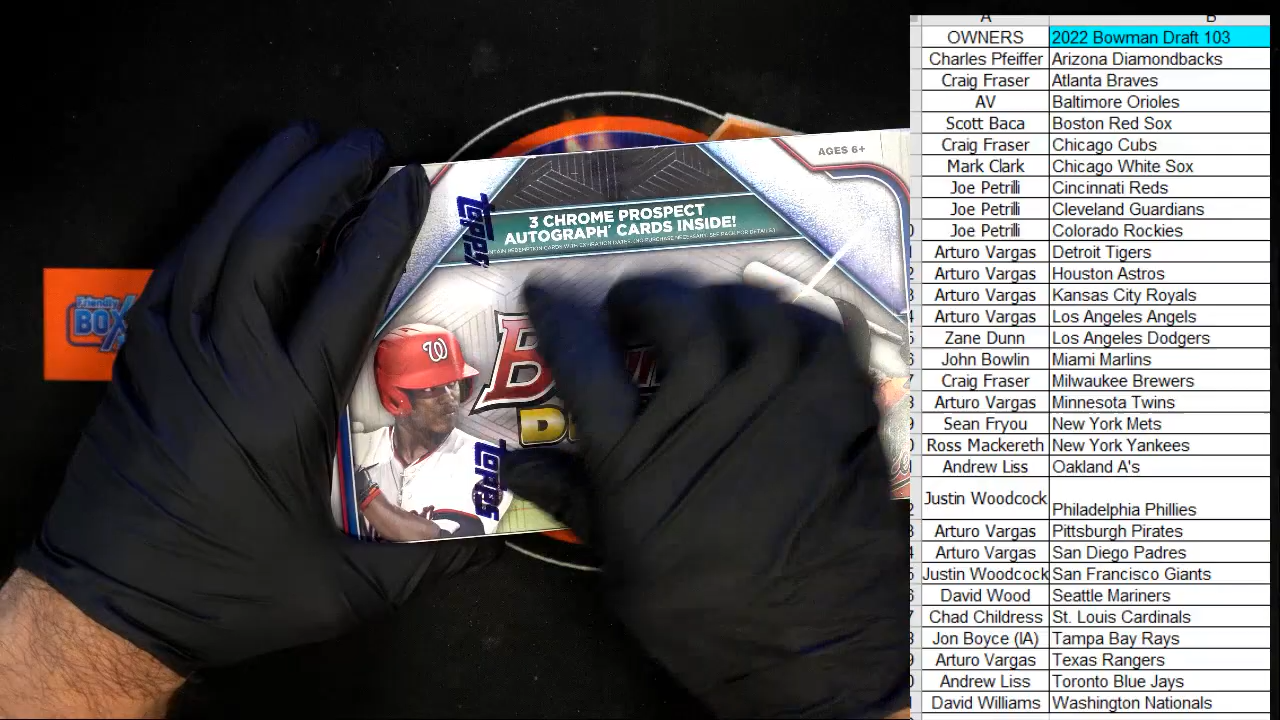 A B
OWNERS 2022 Bowman Draft 103
Charles Pfeiffer Arizona Diamondbacks
Craig Fraser Atlanta Braves
AV Baltimore Orioles
Scott Baca Boston Red Sox
Craig Fraser Chicago Cubs
Mark Clark Chicago White Sox
Joe Petrilli Cincinnati Reds
Joe Petrilli Cleveland Guardians
Joe Petrilli Colorado Rockies
Arturo Vargas Detroit Tigers
Arturo Vargas Houston Astros
Arturo Vargas Kansas City Royals
Arturo Vargas Los Angeles Angels
Zane Dunn Los Angeles Dodgers
John Bowlin Miami Marlins
Craig Fraser Milwaukee Brewers
Arturo Vargas Minnesota Twins
Sean Fryou New York Mets
Ross Mackereth New York Yankees
Andrew Liss Oakland A's
Justin Woodcock Philadelphia Phillies
Arturo Vargas Pittsburgh Pirates
Arturo Vargas San Diego Padres
Justin Woodcock San Francisco Giants
David Wood Seattle Mariners
Chad Childress St. Louis Cardinals
Jon Boyce (IA) Tampa Bay Rays
Arturo Vargas Texas Rangers
Andrew Liss Toronto Blue Jays
David Williams Washington Nationals
AGES 6+
Topps
3 CHROME PROSPECT
AUTOGRAPH CARDS INSIDE!
W
B
D
Topps
Friendly
BOX